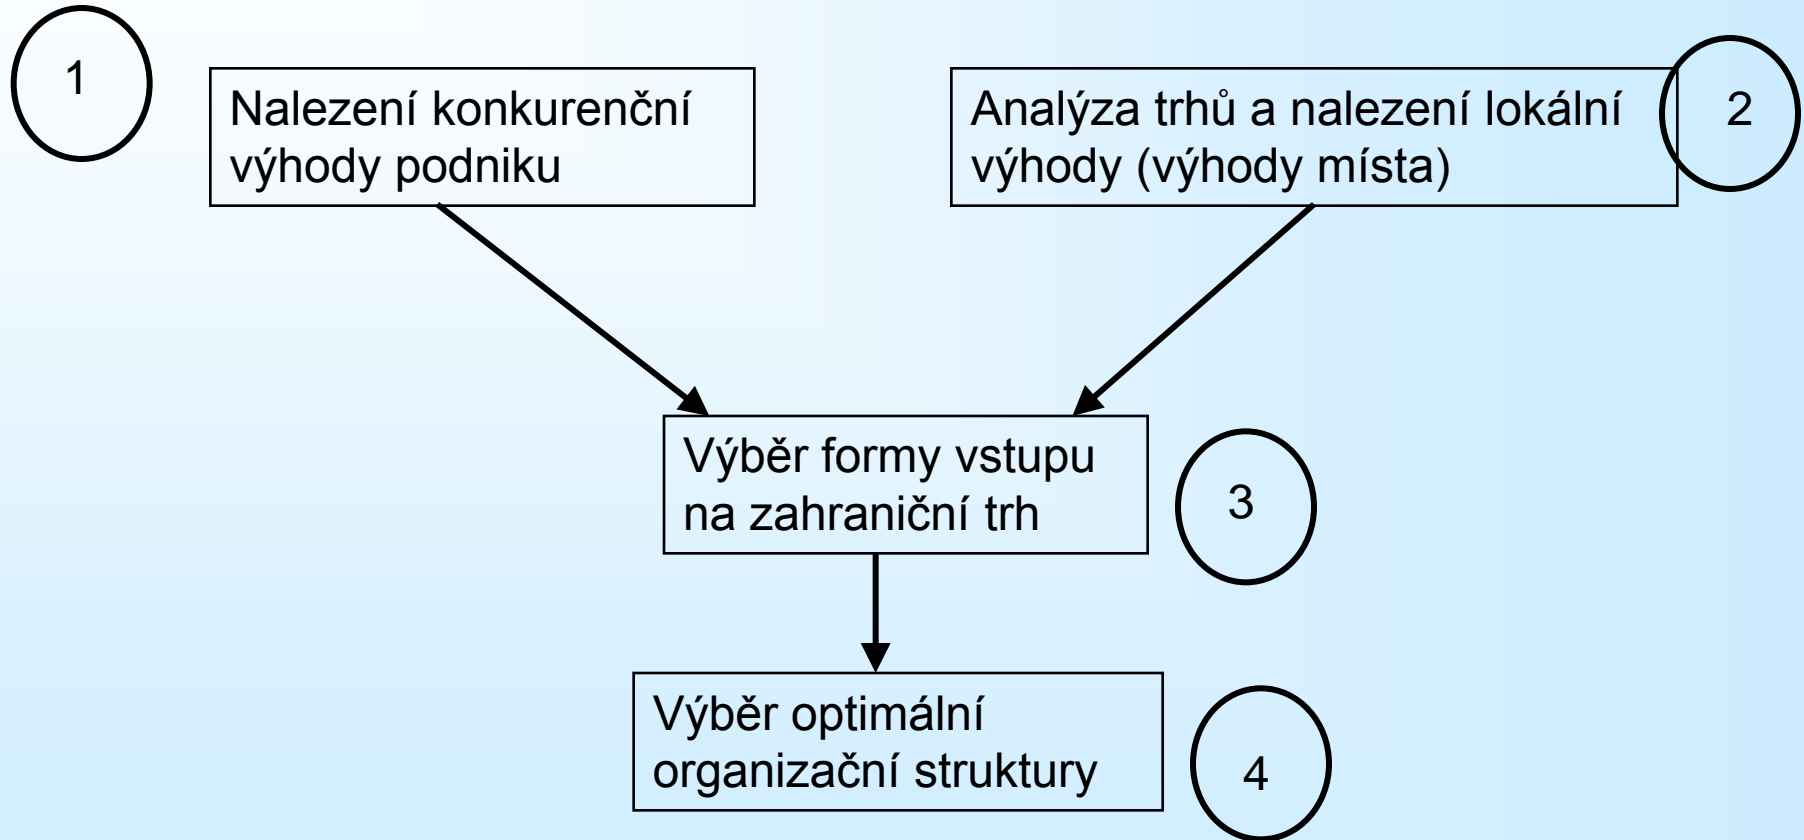 1
Nalezení konkurenční
výhody podniku
Analýza trhů a nalezení lokální
výhody (výhody místa)
2
Výběr formy vstupu
na zahraniční trh
3
Výběr optimální
organizační struktury
4